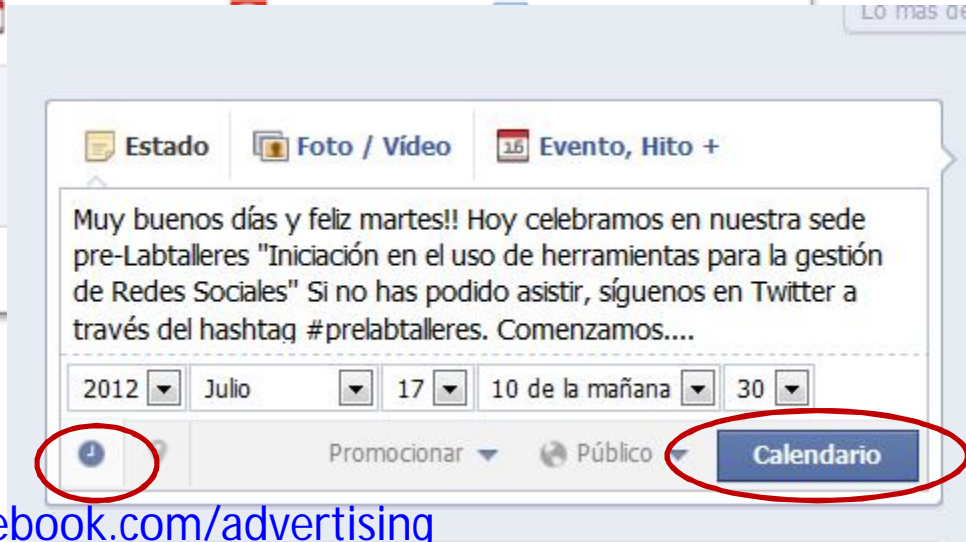 Lo más de
Estado Foto / Vídeo 16 Evento, Hito +
Muy buenos días y feliz martes!! Hoy celebramos en nuestra sede
pre-Labtalleres "Iniciación en el uso de herramientas para la gestión
de Redes Sociales" Si no has podido asistir, síguenos en Twitter a
través del hashtag #prelabtalleres. Comenzamos....
2012 Julio 17 10 de la mañana 30
Promocionar Público Calendario
ebook.com/advertising